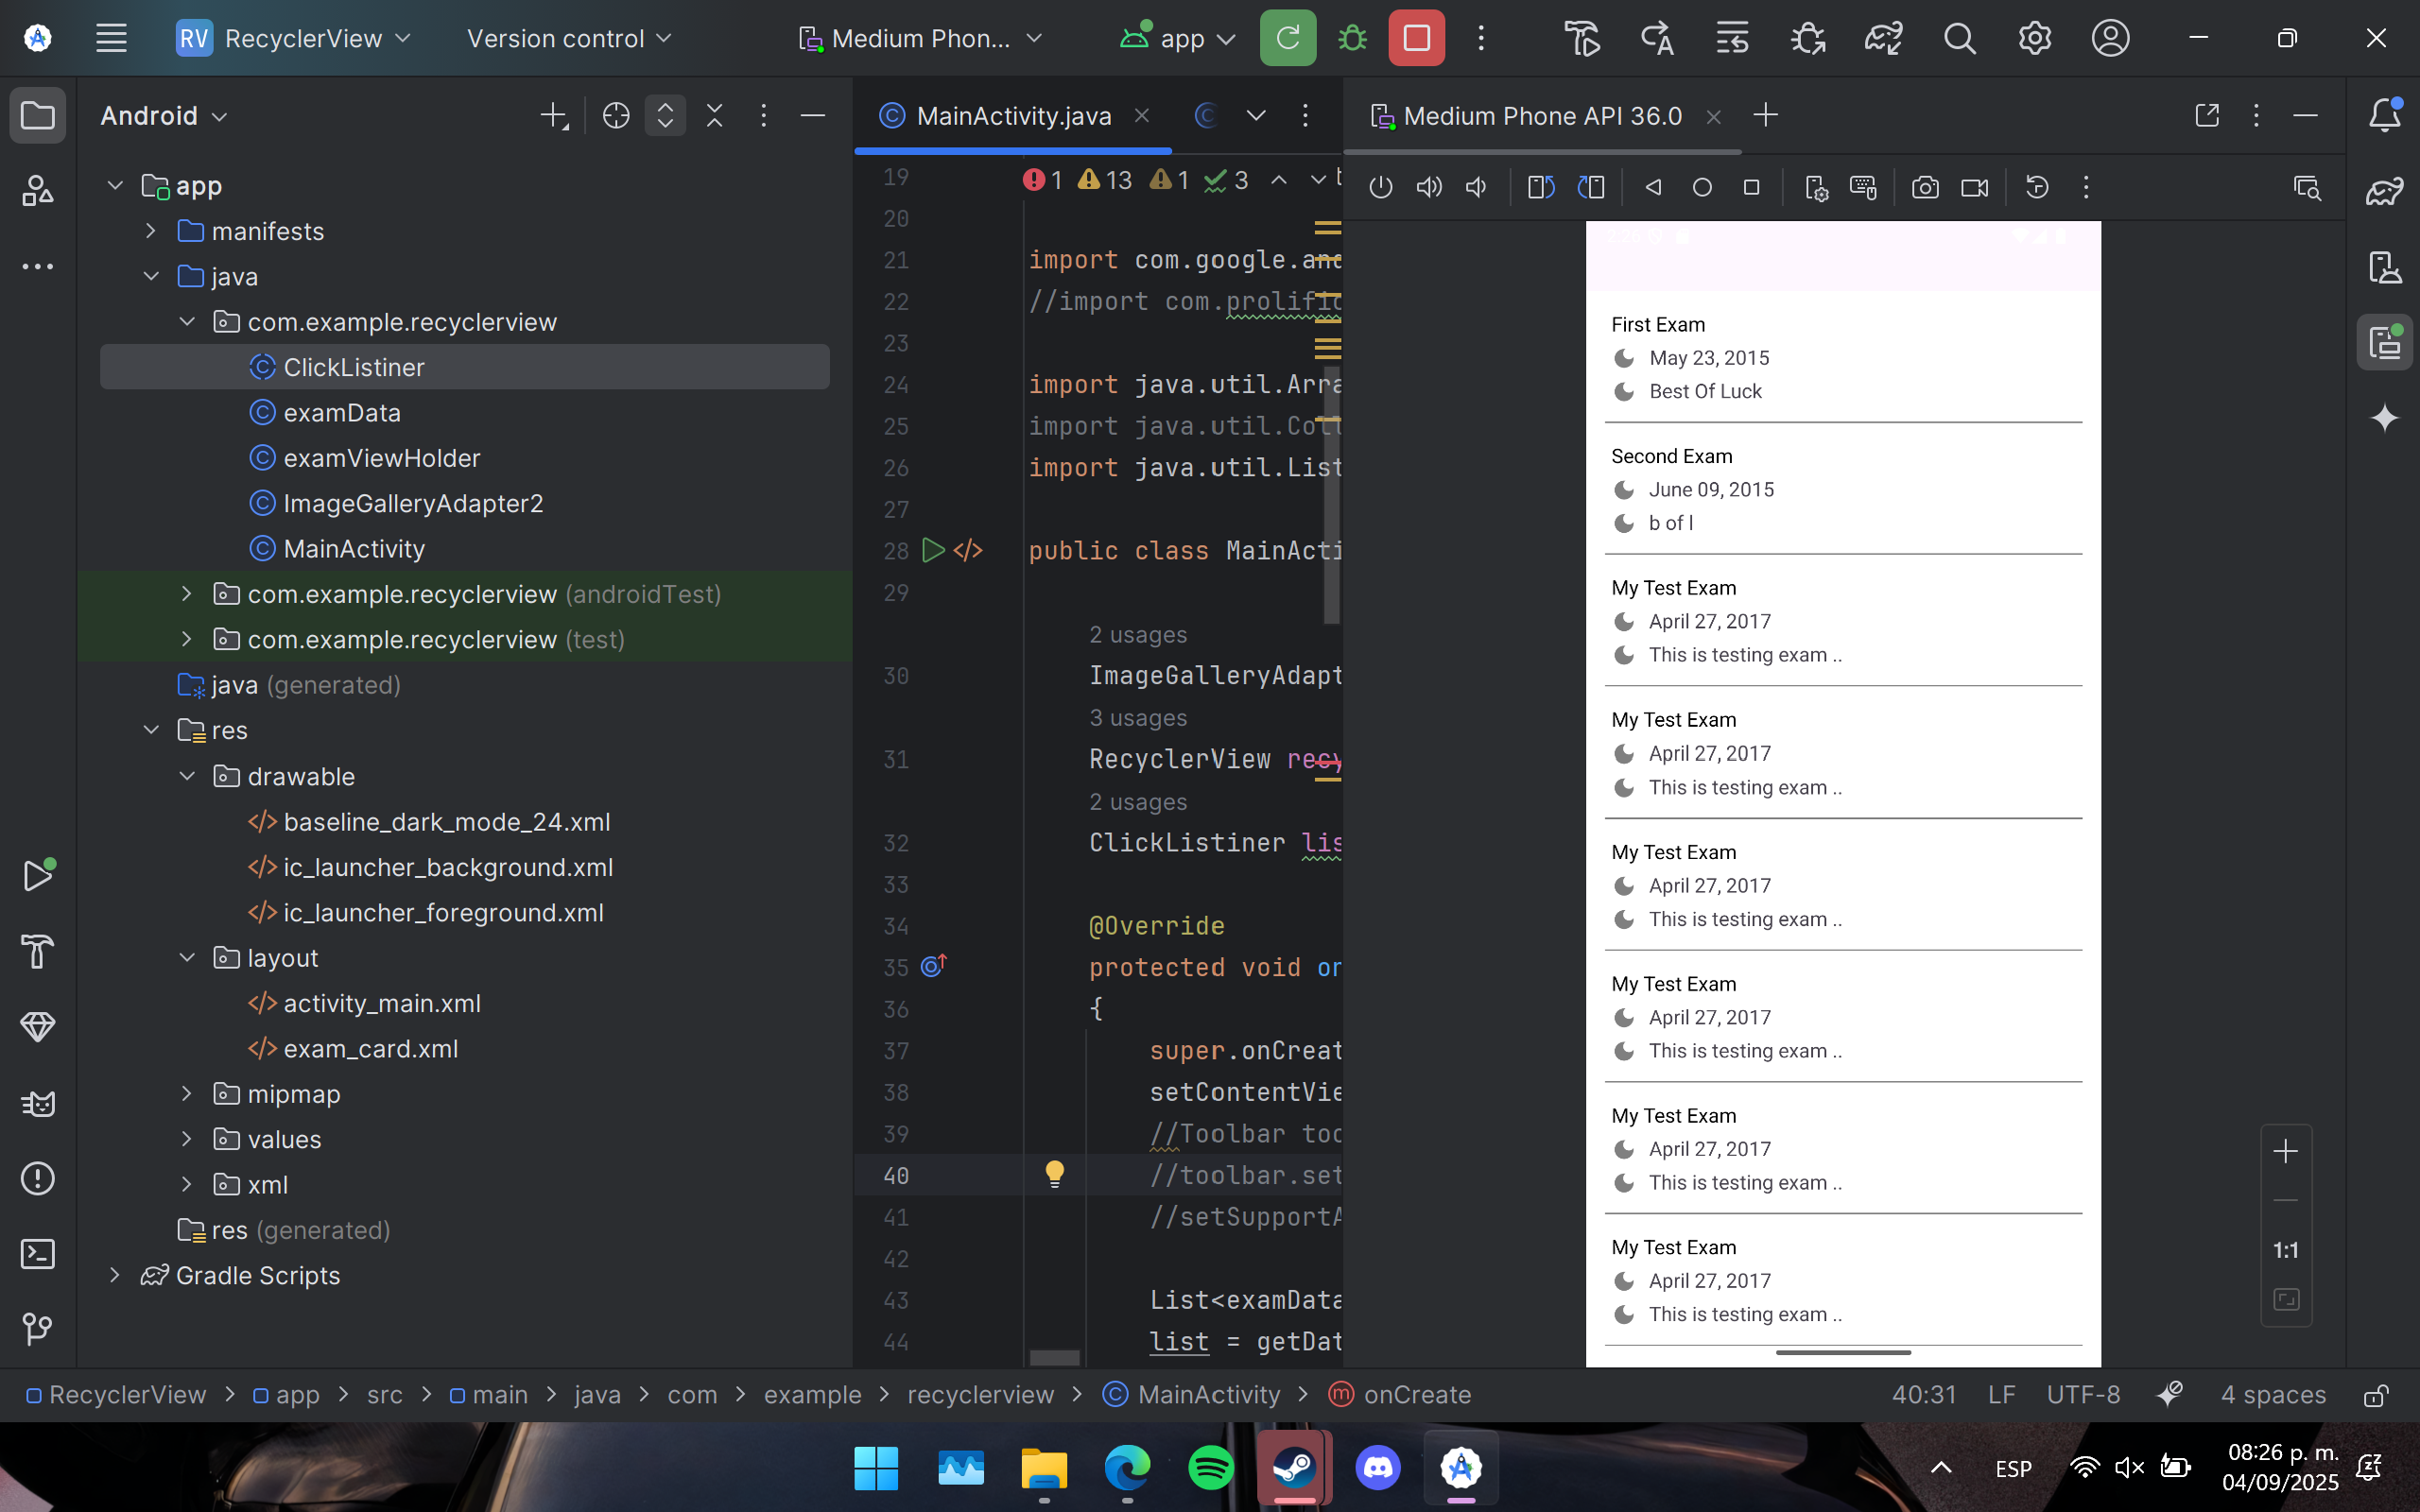 RV RecyclerView
Version control
Medium Phon...
app
Android
MainActivity.java
Medium Phone API 36.0
app
manifests
java
com.example.recyclerview
ClickListiner
examData
examViewHolder
ImageGalleryAdapter2
MainActivity
com.example.recyclerview (androidTest)
com.example.recyclerview (test)
java (generated)
res
drawable
baseline_dark_mode_24.xml
ic_launcher_background.xml
ic_launcher_foreground.xml
layout
activity_main.xml
exam_card.xml
mipmap
values
xml
res (generated)
Gradle Scripts
1 13 1 3
19
20
21 import com.google.and
22 //import com.prolific
23
24 import java.util.Arra
25 import java.util.Coll
26 import java.util.List
27
28 public class MainActi
29
2 usages
30 ImageGalleryAdapt
3 usages
31 RecyclerView recy
2 usages
32 ClickListiner lis
33
34 @Override
35 protected void on
36 {
37 super.onCreat
38 setContentVie
39 //Toolbar too
40 //toolbar.set
41 //setSupportA
42
43 List<examData
44 list = getDat
First Exam
May 23, 2015
Best Of Luck
Second Exam
June 09, 2015
b of l
My Test Exam
April 27, 2017
This is testing exam ..
My Test Exam
April 27, 2017
This is testing exam ..
My Test Exam
April 27, 2017
This is testing exam ..
My Test Exam
April 27, 2017
This is testing exam ..
My Test Exam
April 27, 2017
This is testing exam ..
My Test Exam
April 27, 2017
This is testing exam ..
1:1
RecyclerView > app > src > main > java > com > example > recyclerview > MainActivity > onCreate
40:31 LF UTF-8 4 spaces
ESP
08:26 p. m.
04/09/2025